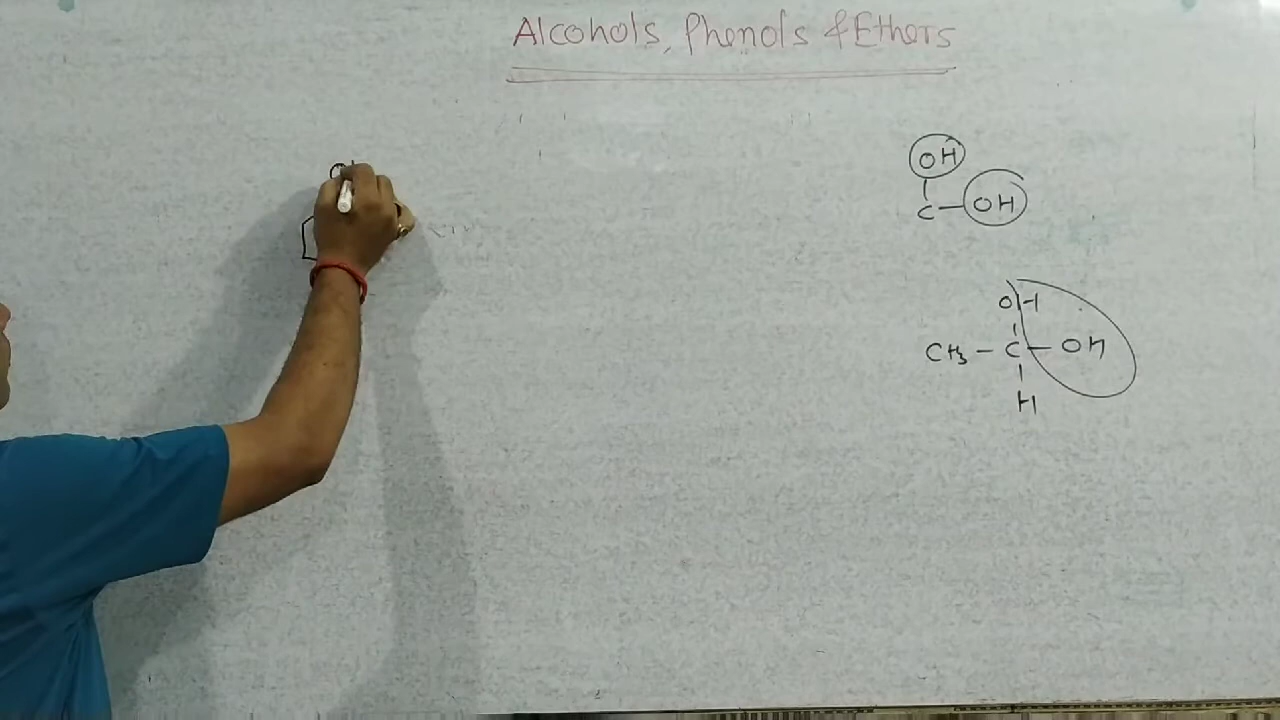 Alcohols, Phenols & Ethers
OH
C-OH
OH
CH3-C-OH
H